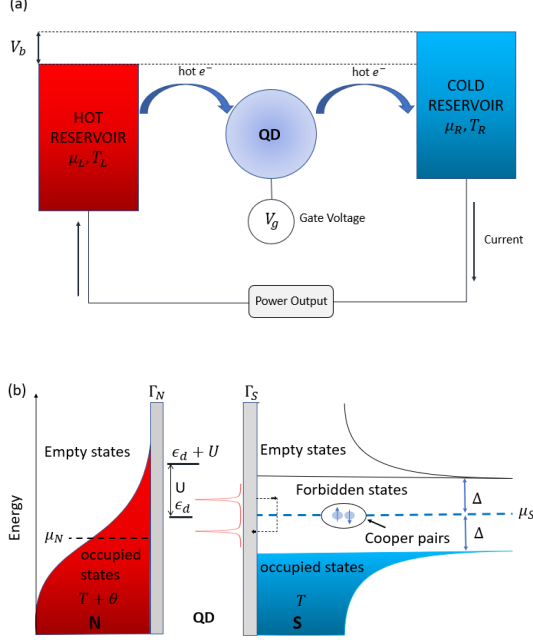 (a)
V_b
hot e⁻
hot e⁻
HOT
RESERVOIR
μ_L, T_L
QD
COLD
RESERVOIR
μ_R, T_R
V_g
Gate Voltage
Current
Power Output
(b)
Γ_N
Γ_S
Energy
Empty states
ϵ_d + U
U
ϵ_d
μ_N
occupied
states
T + θ
N
QD
Empty states
Forbidden states
Δ
μ_S
Δ
Cooper pairs
occupied states
T
S